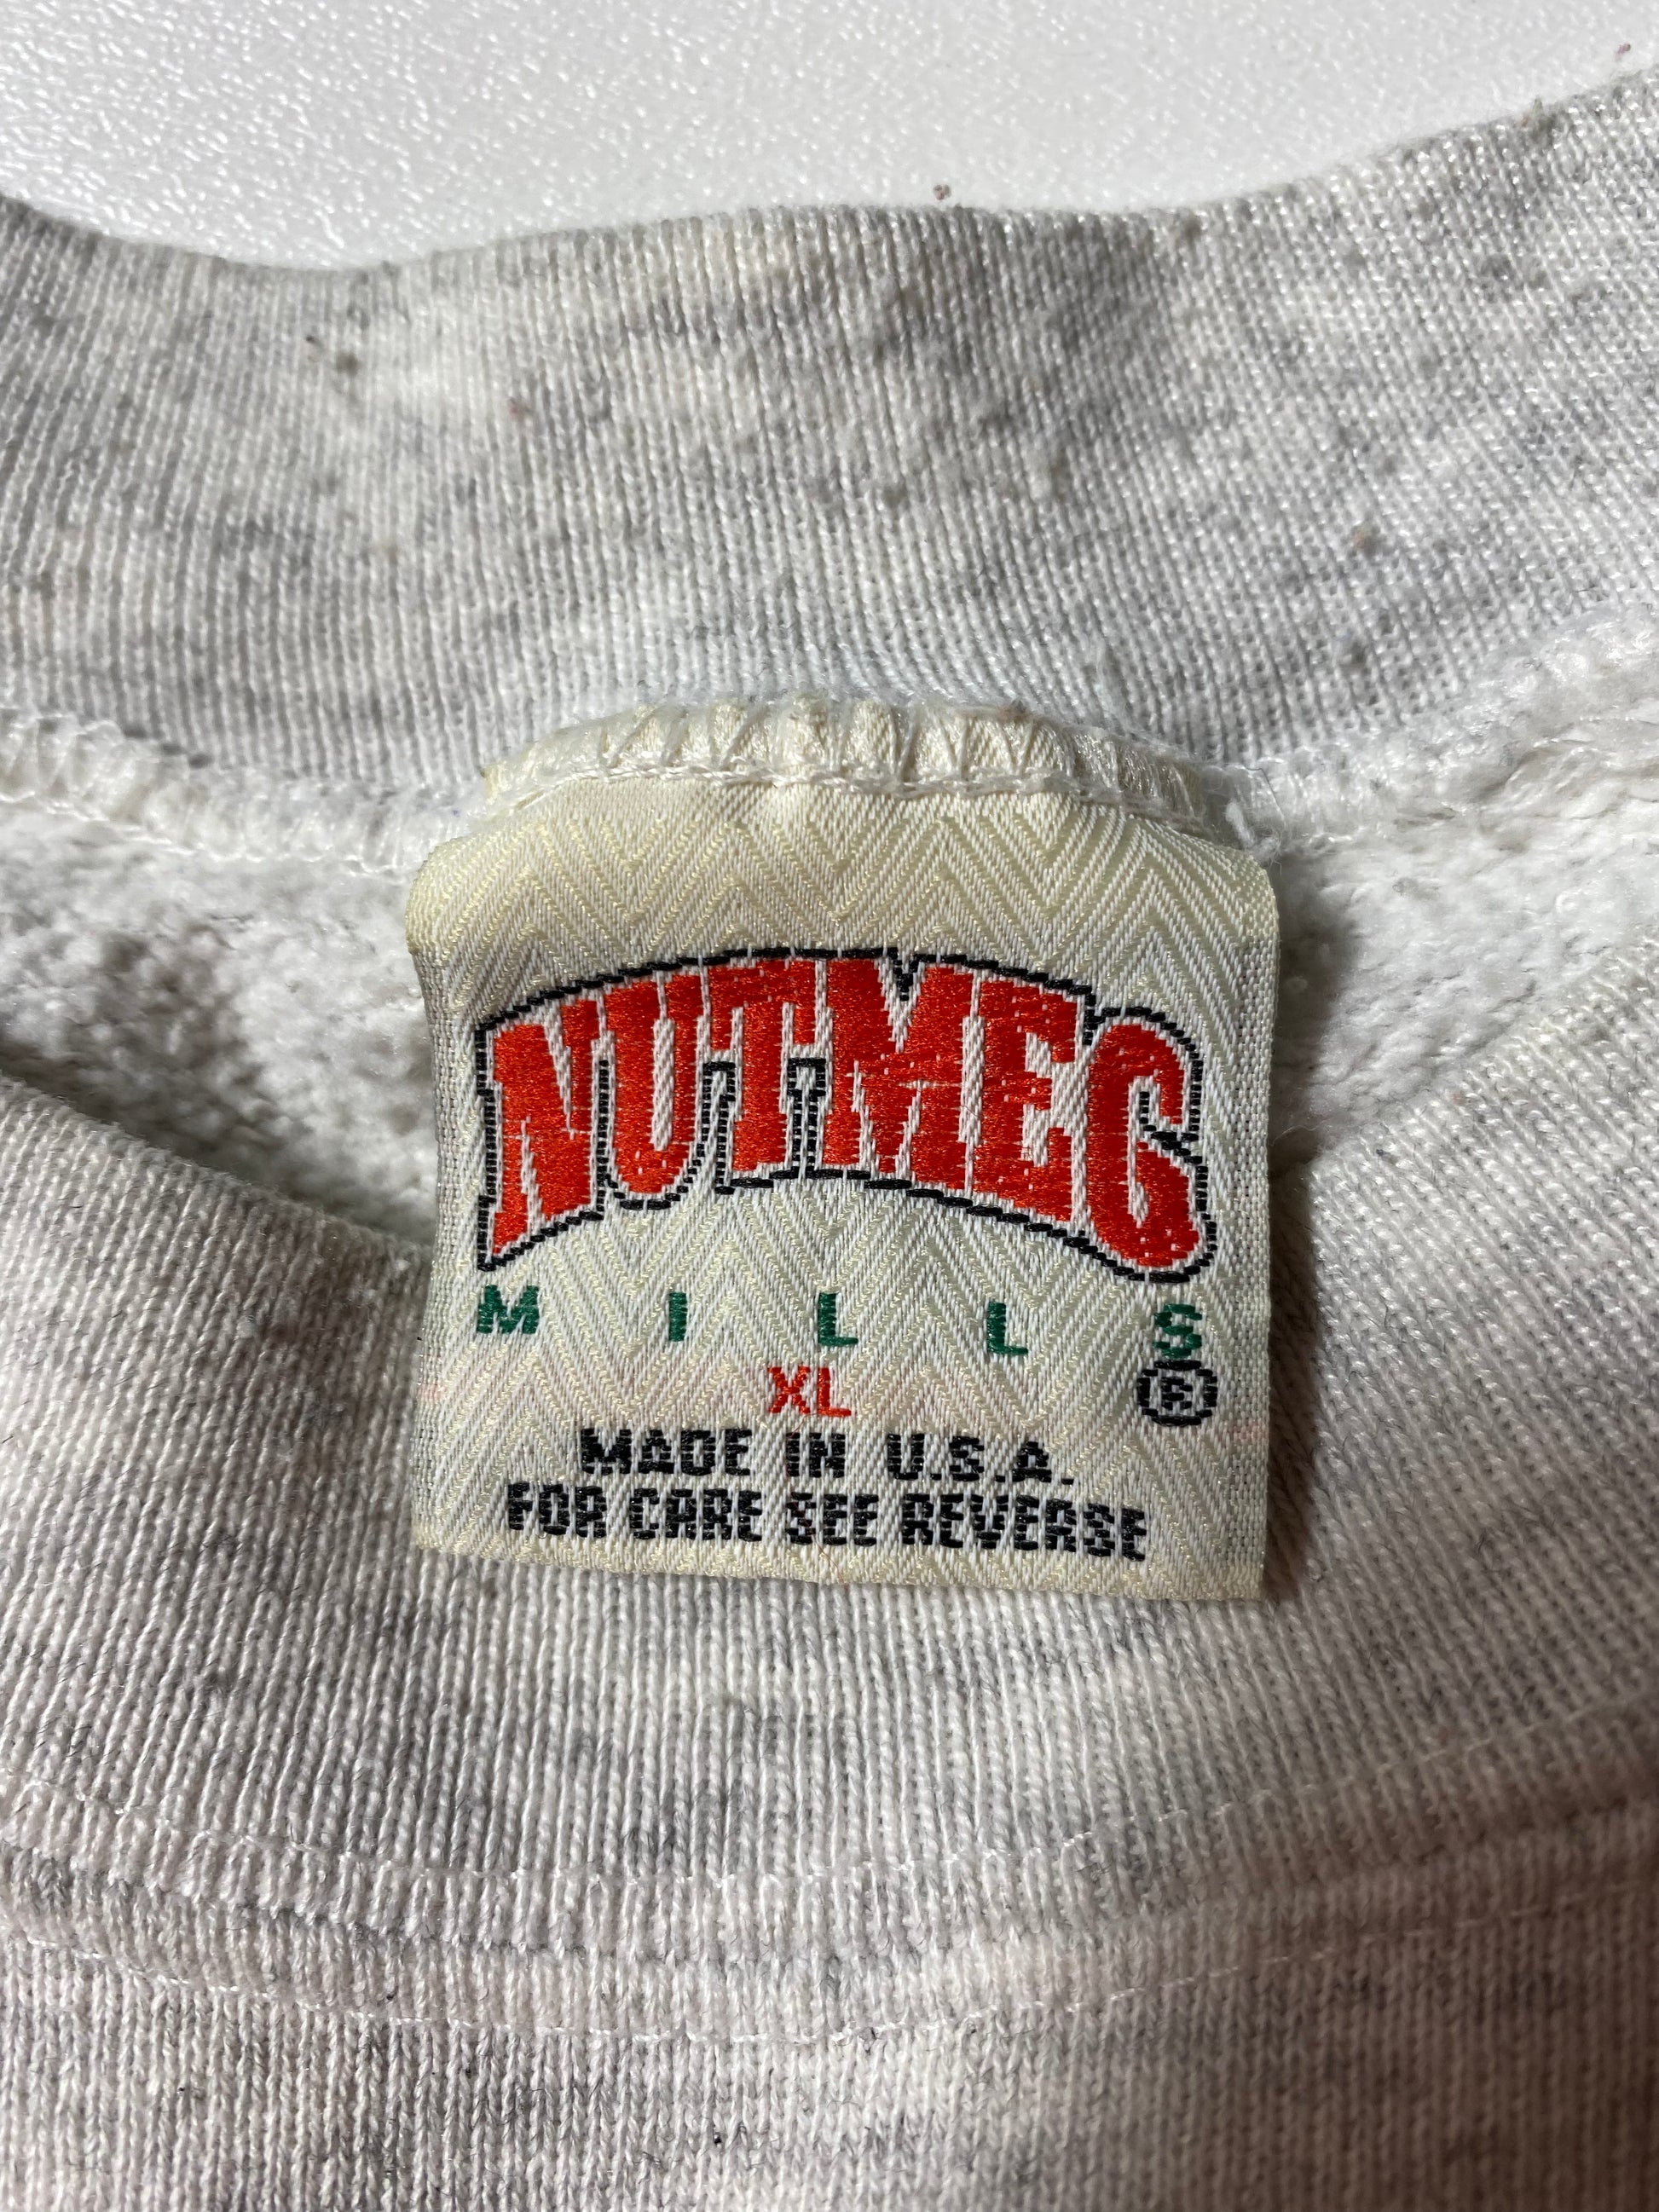 NUTMEG
MILLS
XL ®
MADE IN U.S.A.
FOR CARE SEE REVERSE